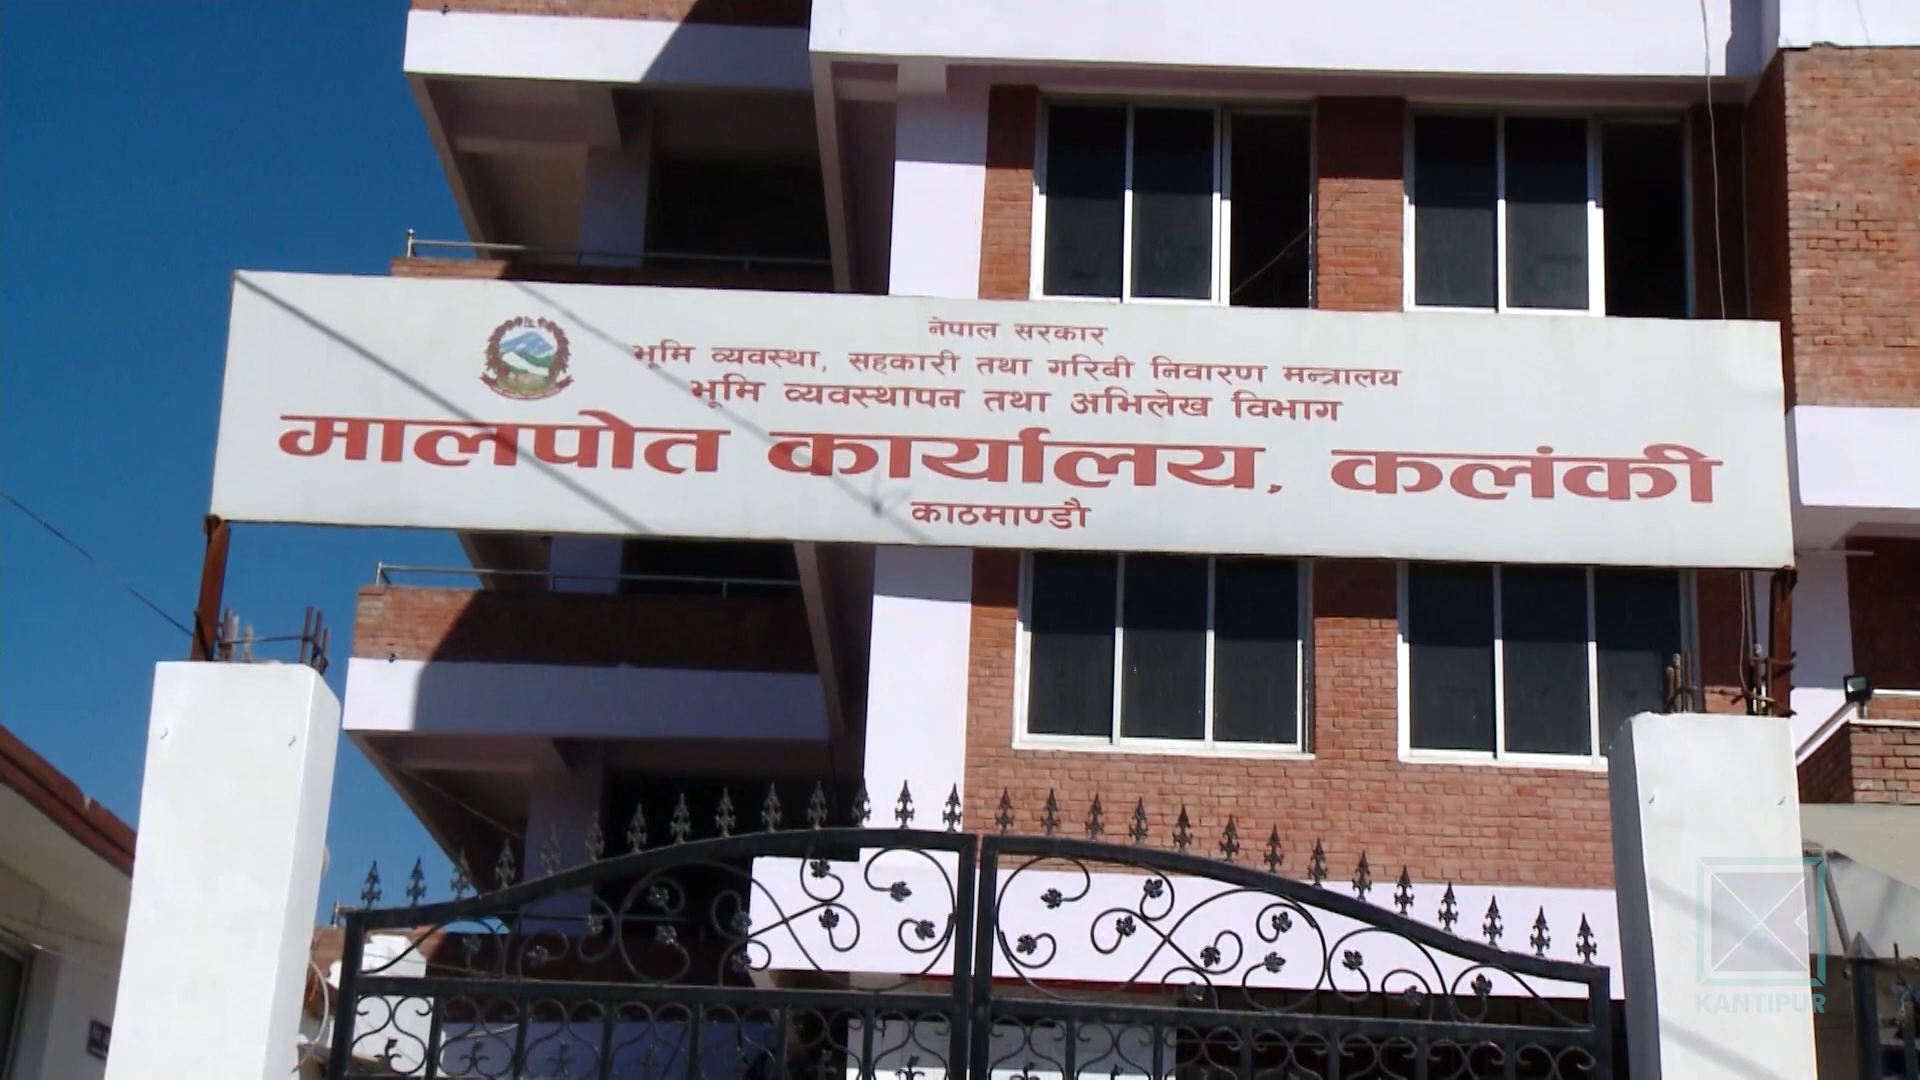 नेपाल सरकार
भूमि व्यवस्था, सहकारी तथा गरिबी निवारण मन्त्रालय
भूमि व्यवस्थापन तथा अभिलेख विभाग
मालपोत कार्यालय, कलंकी
काठमाण्डौ
KANTIPUR